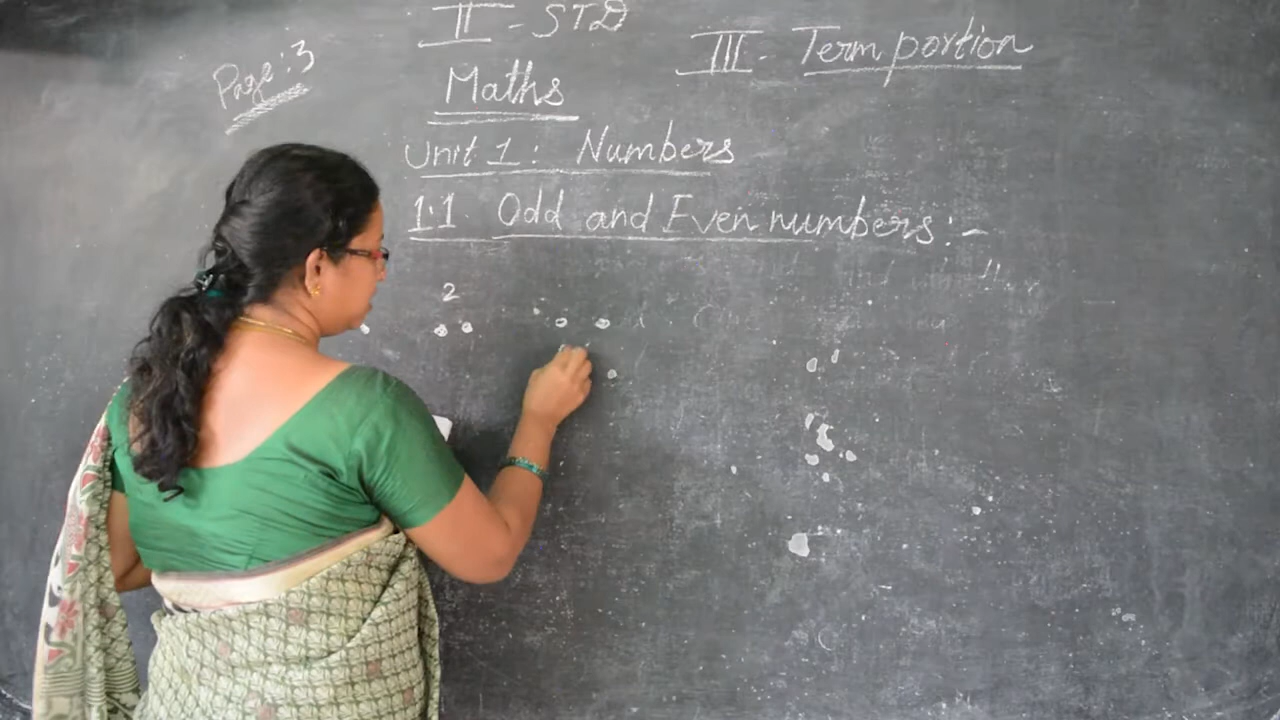 II - STD
III - Term portion
Page : 3
Maths
Unit 1 : Numbers
1.1 Odd and Even numbers :-
2